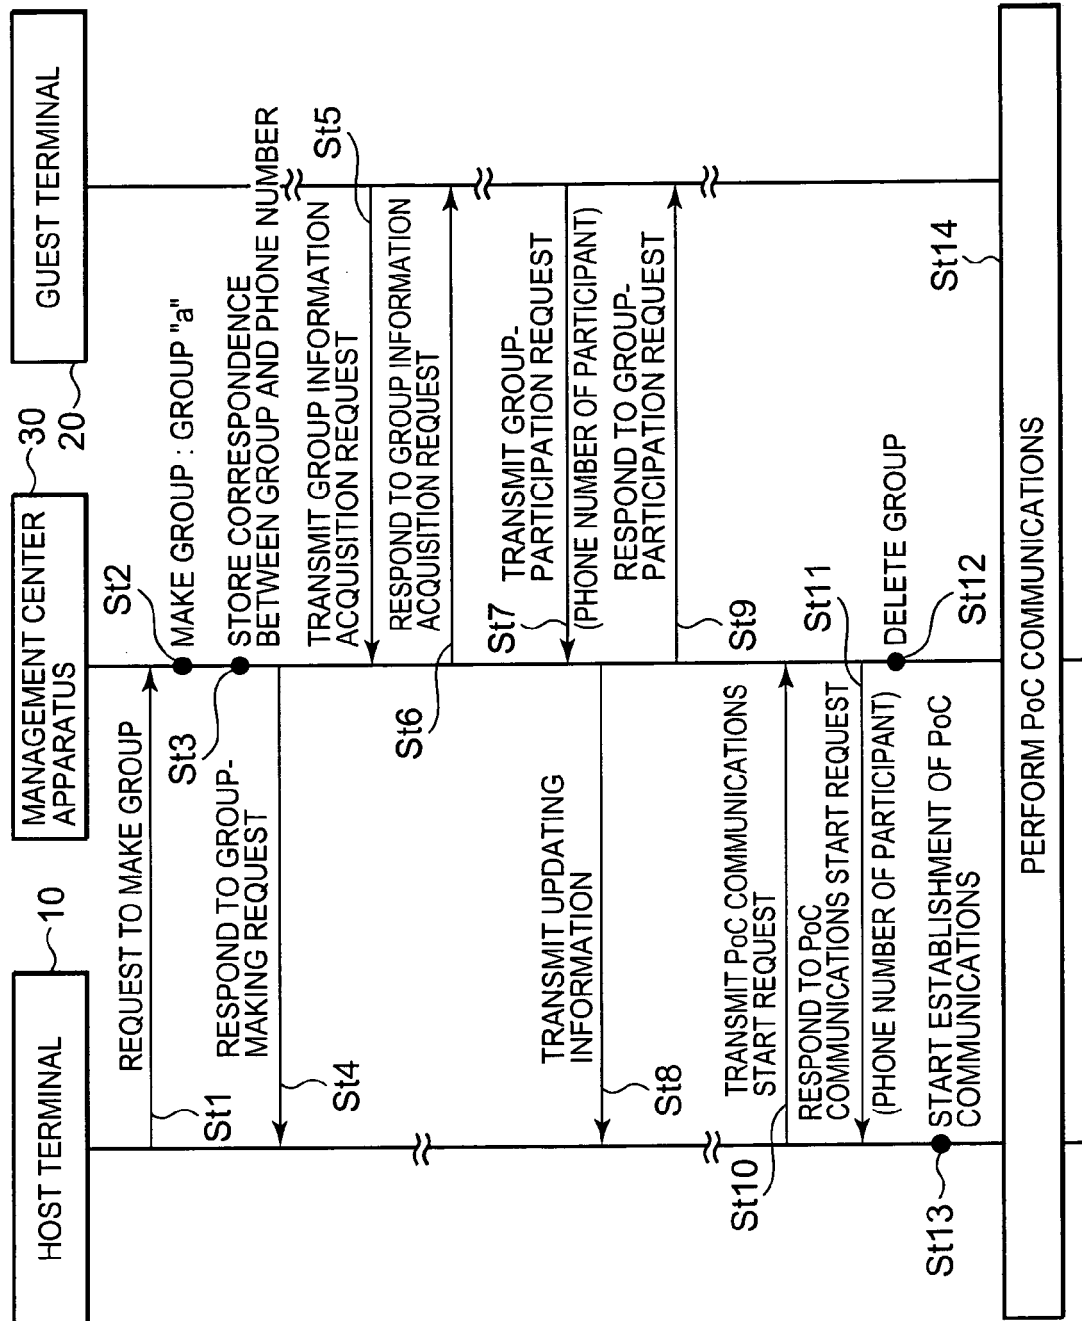 HOST TERMINAL
10
MANAGEMENT CENTER
APPARATUS
30
GUEST TERMINAL
20
REQUEST TO MAKE GROUP
St1
St2
MAKE GROUP : GROUP "a"
St3
STORE CORRESPONDENCE
BETWEEN GROUP AND PHONE NUMBER
RESPOND TO GROUP-
MAKING REQUEST
St4
TRANSMIT GROUP INFORMATION
ACQUISITION REQUEST
St5
RESPOND TO GROUP INFORMATION
ACQUISITION REQUEST
St6
TRANSMIT GROUP-
PARTICIPATION REQUEST
(PHONE NUMBER OF PARTICIPANT)
St7
TRANSMIT UPDATING
INFORMATION
St8
RESPOND TO GROUP-
PARTICIPATION REQUEST
St9
TRANSMIT PoC COMMUNICATIONS
START REQUEST
St10
RESPOND TO PoC
COMMUNICATIONS START REQUEST
(PHONE NUMBER OF PARTICIPANT)
St11
DELETE GROUP
St12
START ESTABLISHMENT OF PoC
COMMUNICATIONS
St13
St14
PERFORM PoC COMMUNICATIONS